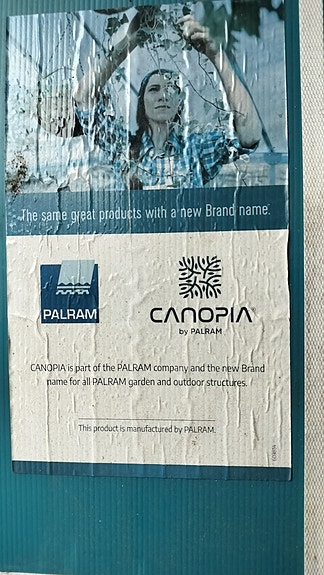 The same great products with a new Brand name.
PALRAM
CANOPIA
by PALRAM
CANOPIA is part of the PALRAM company and the new Brand
name for all PALRAM garden and outdoor structures.
This product is manufactured by PALRAM.